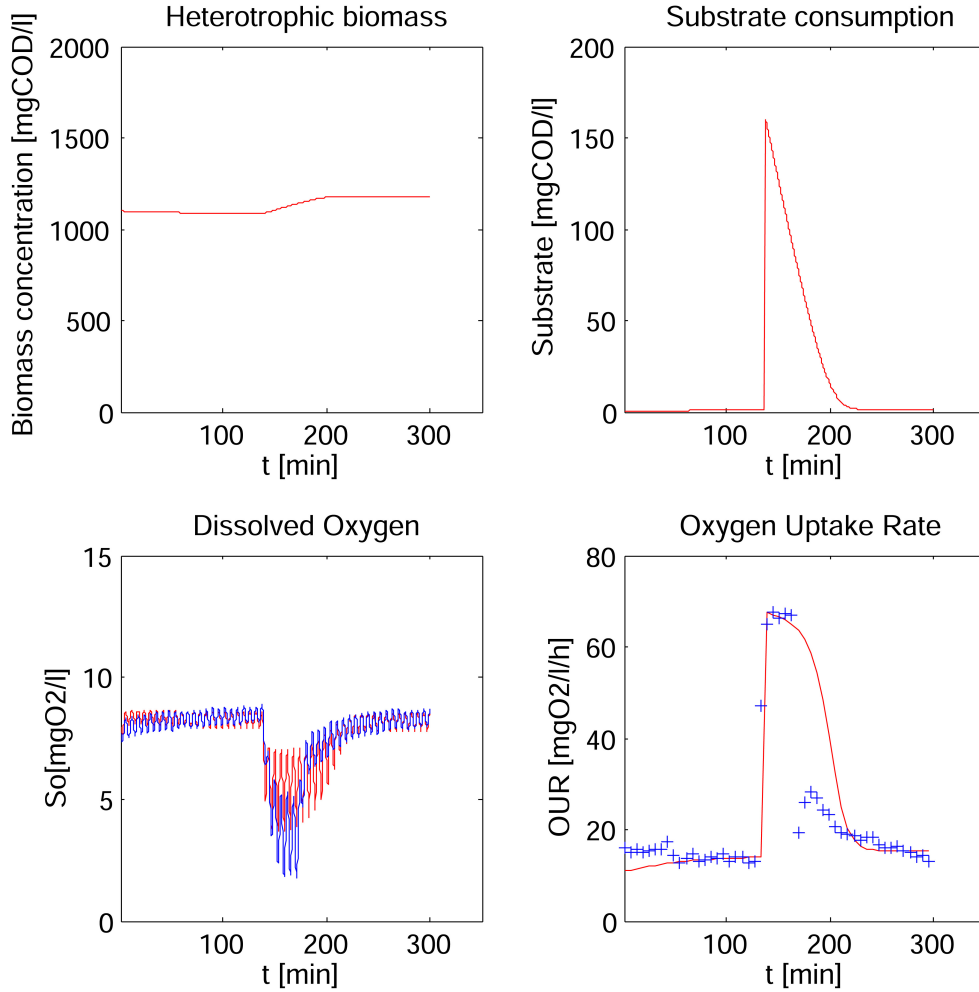 Heterotrophic biomass
Biomass concentration [mgCOD/l]
2000
1500
1000
500
0
100
200
300
t [min]
Substrate consumption
Substrate [mgCOD/l]
200
150
100
50
0
100
200
300
t [min]
Dissolved Oxygen
So[mgO2/l]
15
10
5
0
100
200
300
t [min]
Oxygen Uptake Rate
OUR [mgO2/l/h]
80
60
40
20
0
100
200
300
t [min]